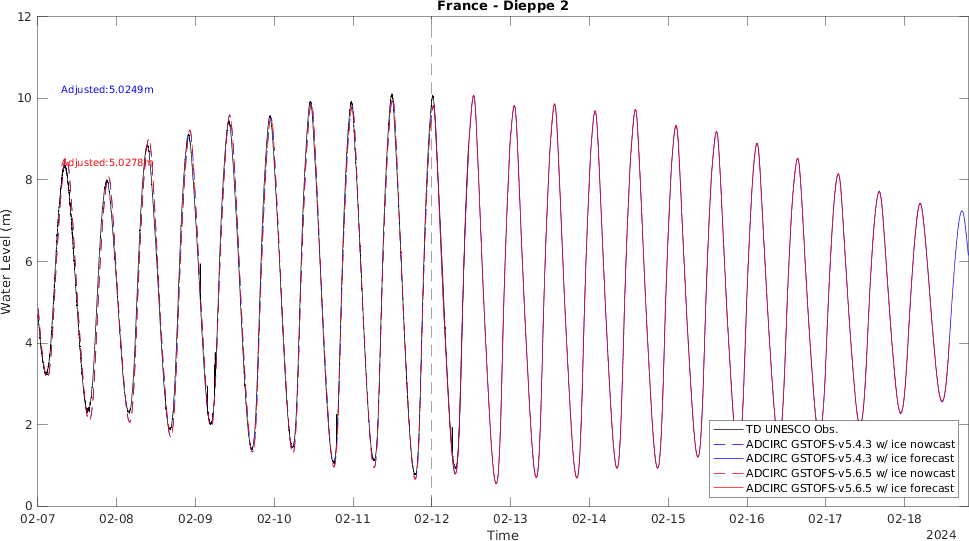 France - Dieppe 2
12
10
8
6
4
2
0
Water Level (m)
Adjusted:5.0249m
Adjusted:5.0278m
TD UNESCO Obs.
ADCIRC GSTOFS-v5.4.3 w/ ice nowcast
ADCIRC GSTOFS-v5.4.3 w/ ice forecast
ADCIRC GSTOFS-v5.6.5 w/ ice nowcast
ADCIRC GSTOFS-v5.6.5 w/ ice forecast
02-07 02-08 02-09 02-10 02-11 02-12 02-13 02-14 02-15 02-16 02-17 02-18
Time
2024